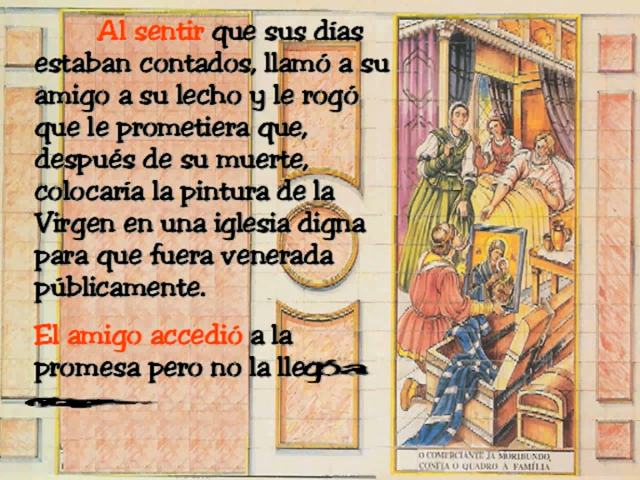 Al sentir que sus días
estaban contados, llamó a su
amigo a su lecho y le rogó
que le prometiera que,
después de su muerte,
colocaría la pintura de la
Virgen en una iglesia digna
para que fuera venerada
públicamente.
El amigo accedió a la
promesa pero no la
O COMERCIANTE JÁ MORIBUNDO,
CONFIA O QUADRO À FAMÍLIA